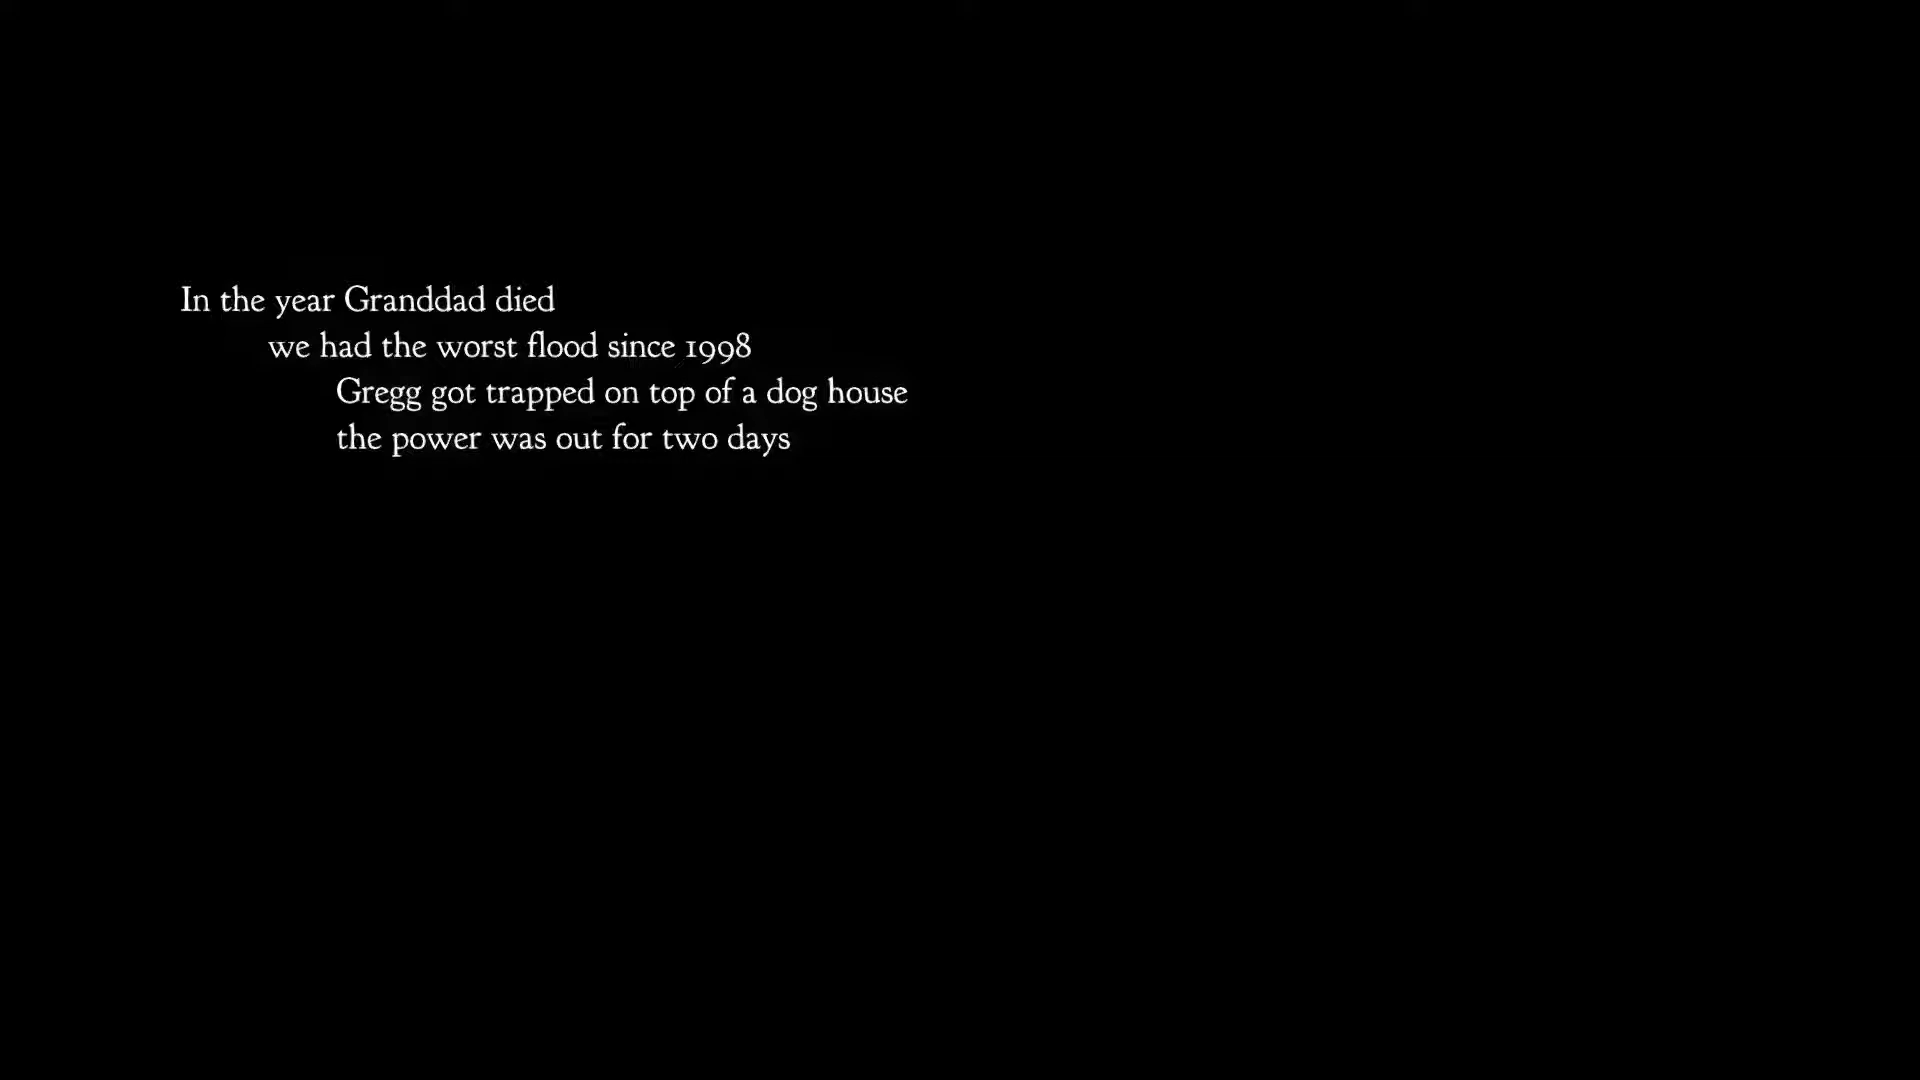 In the year Granddad died
we had the worst flood since 1998
Gregg got trapped on top of a dog house
the power was out for two days